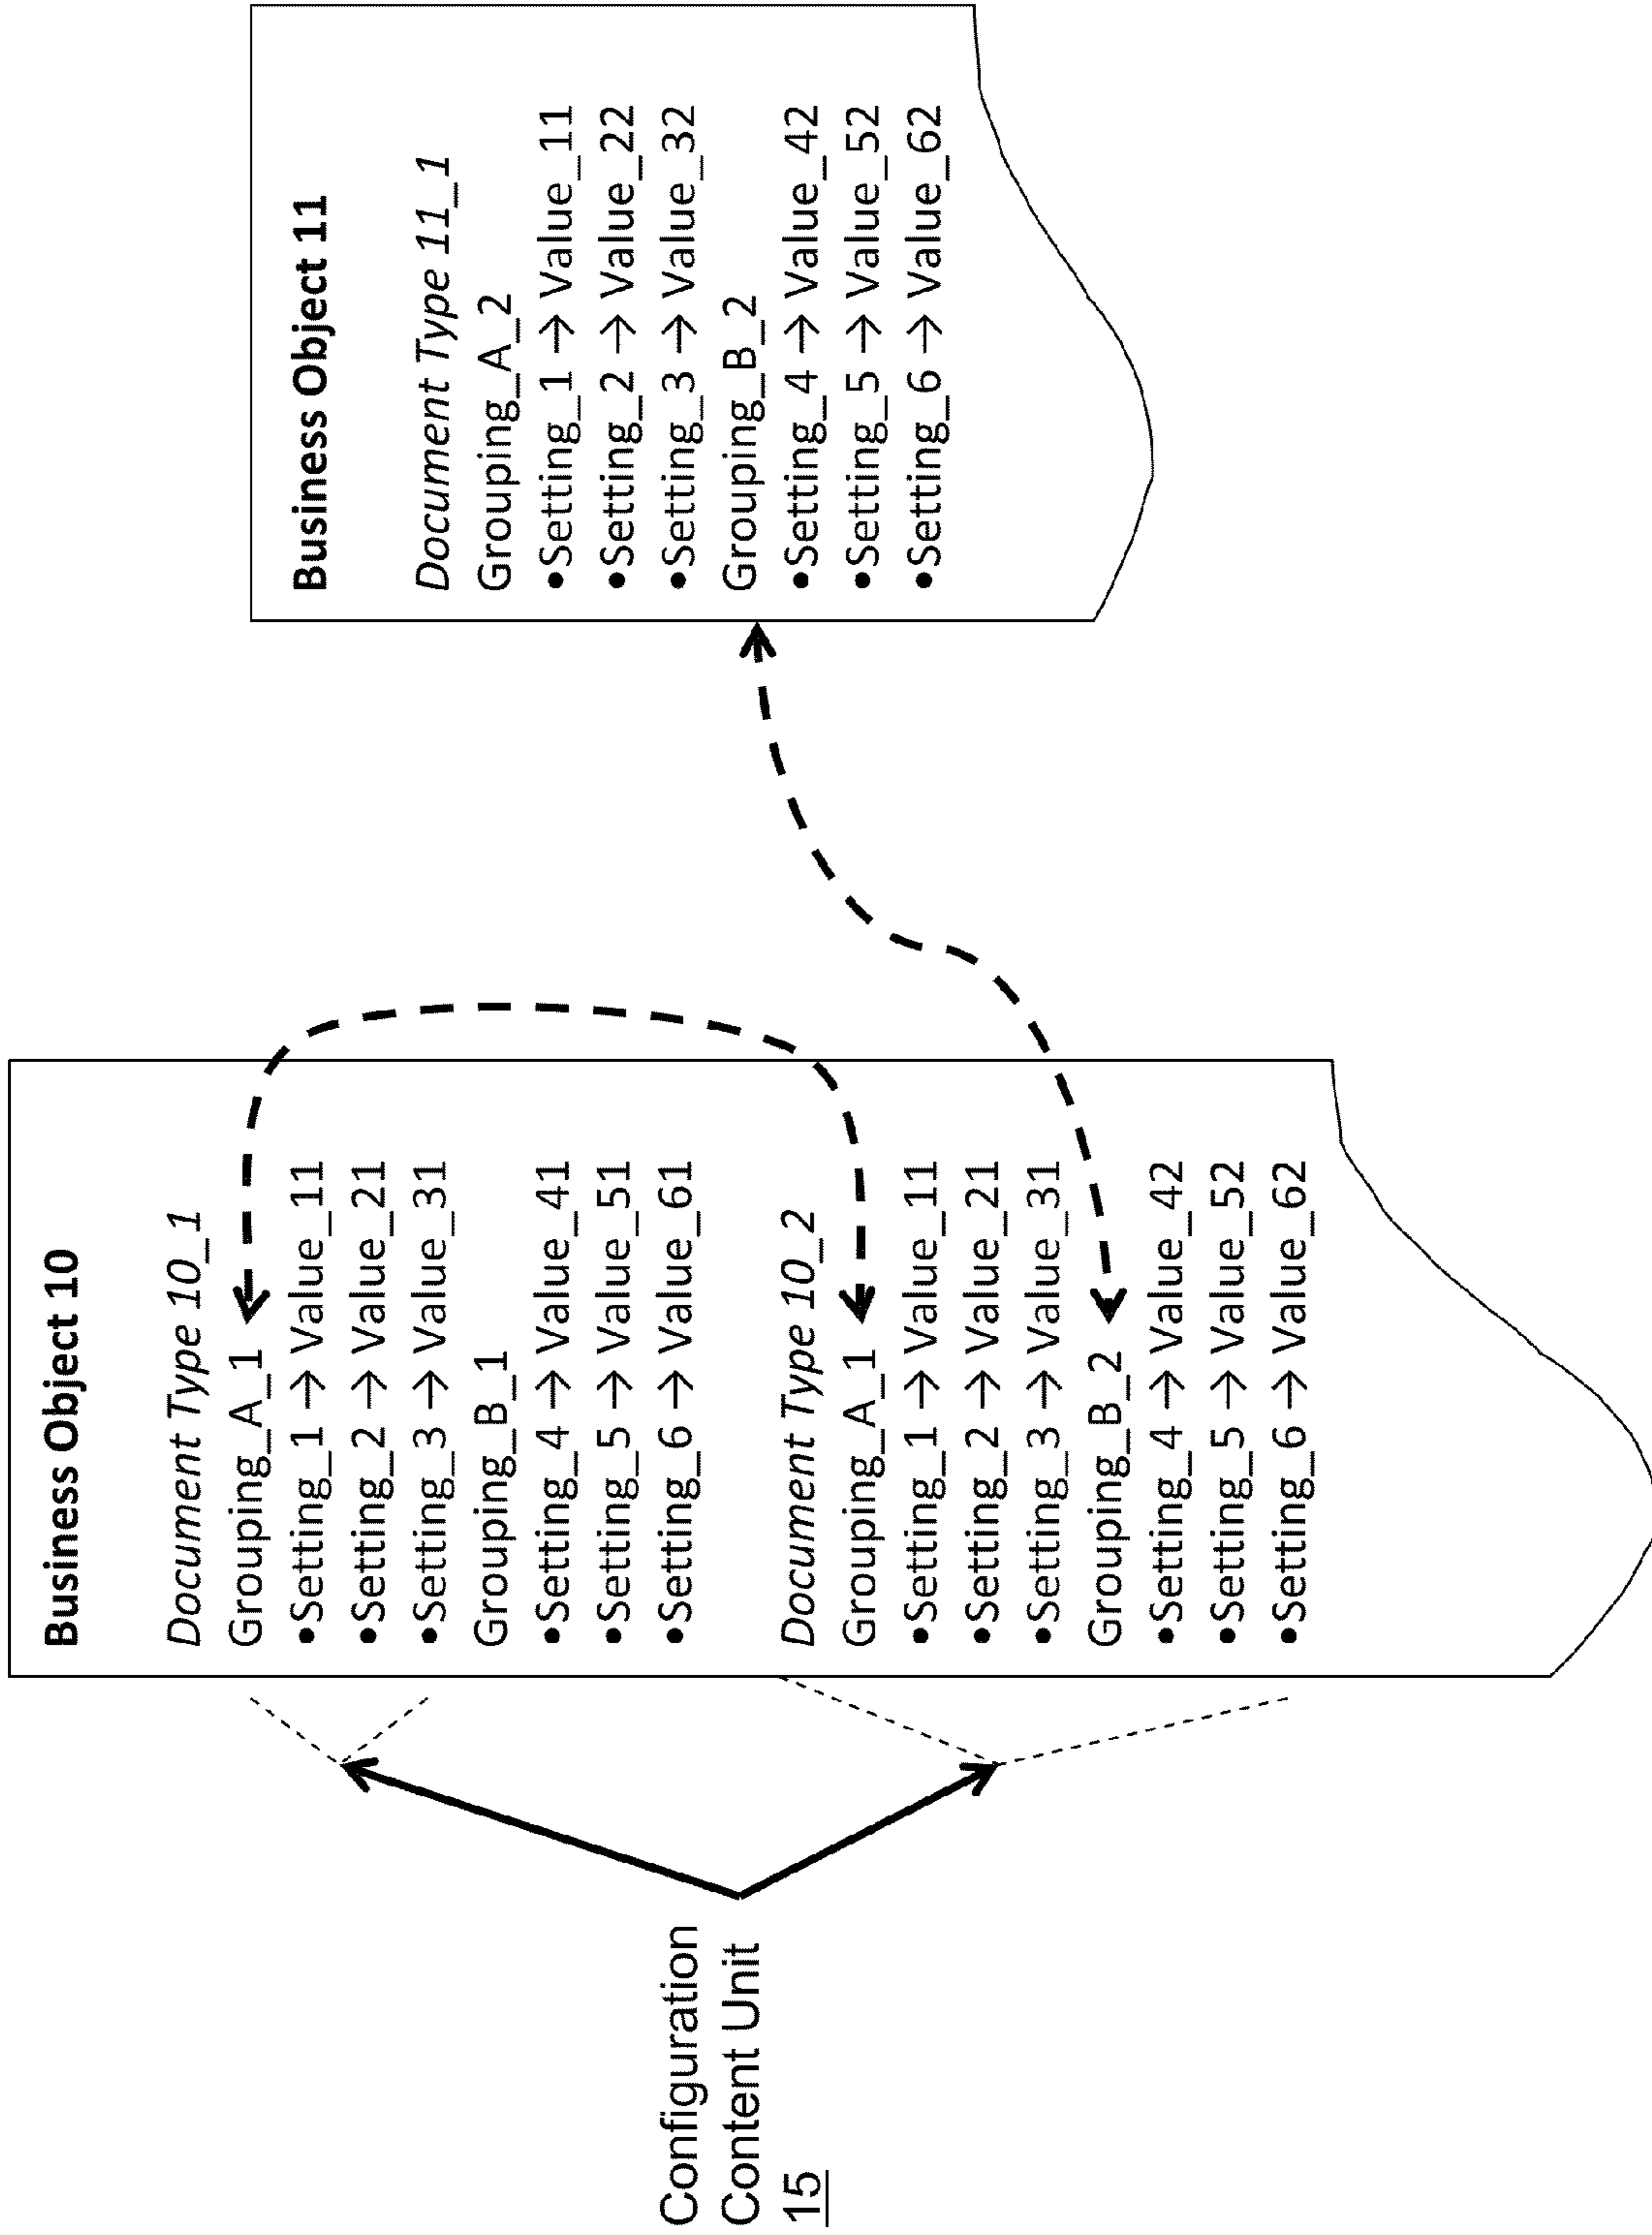 Configuration
Content Unit
15
Business Object 10
Document Type 10_1
Grouping_A_1
•Setting_1 → Value_11
•Setting_2 → Value_21
•Setting_3 → Value_31
Grouping_B_1
•Setting_4 → Value_41
•Setting_5 → Value_51
•Setting_6 → Value_61
Document Type 10_2
Grouping_A_1
•Setting_1 → Value_11
•Setting_2 → Value_21
•Setting_3 → Value_31
Grouping_B_2
•Setting_4 → Value_42
•Setting_5 → Value_52
•Setting_6 → Value_62
Business Object 11
Document Type 11_1
Grouping_A_2
•Setting_1 → Value_11
•Setting_2 → Value_22
•Setting_3 → Value_32
Grouping_B_2
•Setting_4 → Value_42
•Setting_5 → Value_52
•Setting_6 → Value_62